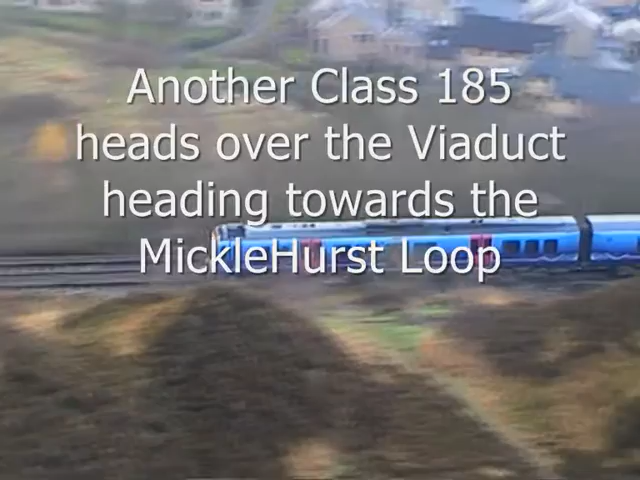 Another Class 185
heads over the Viaduct
heading towards the
MickleHurst Loop